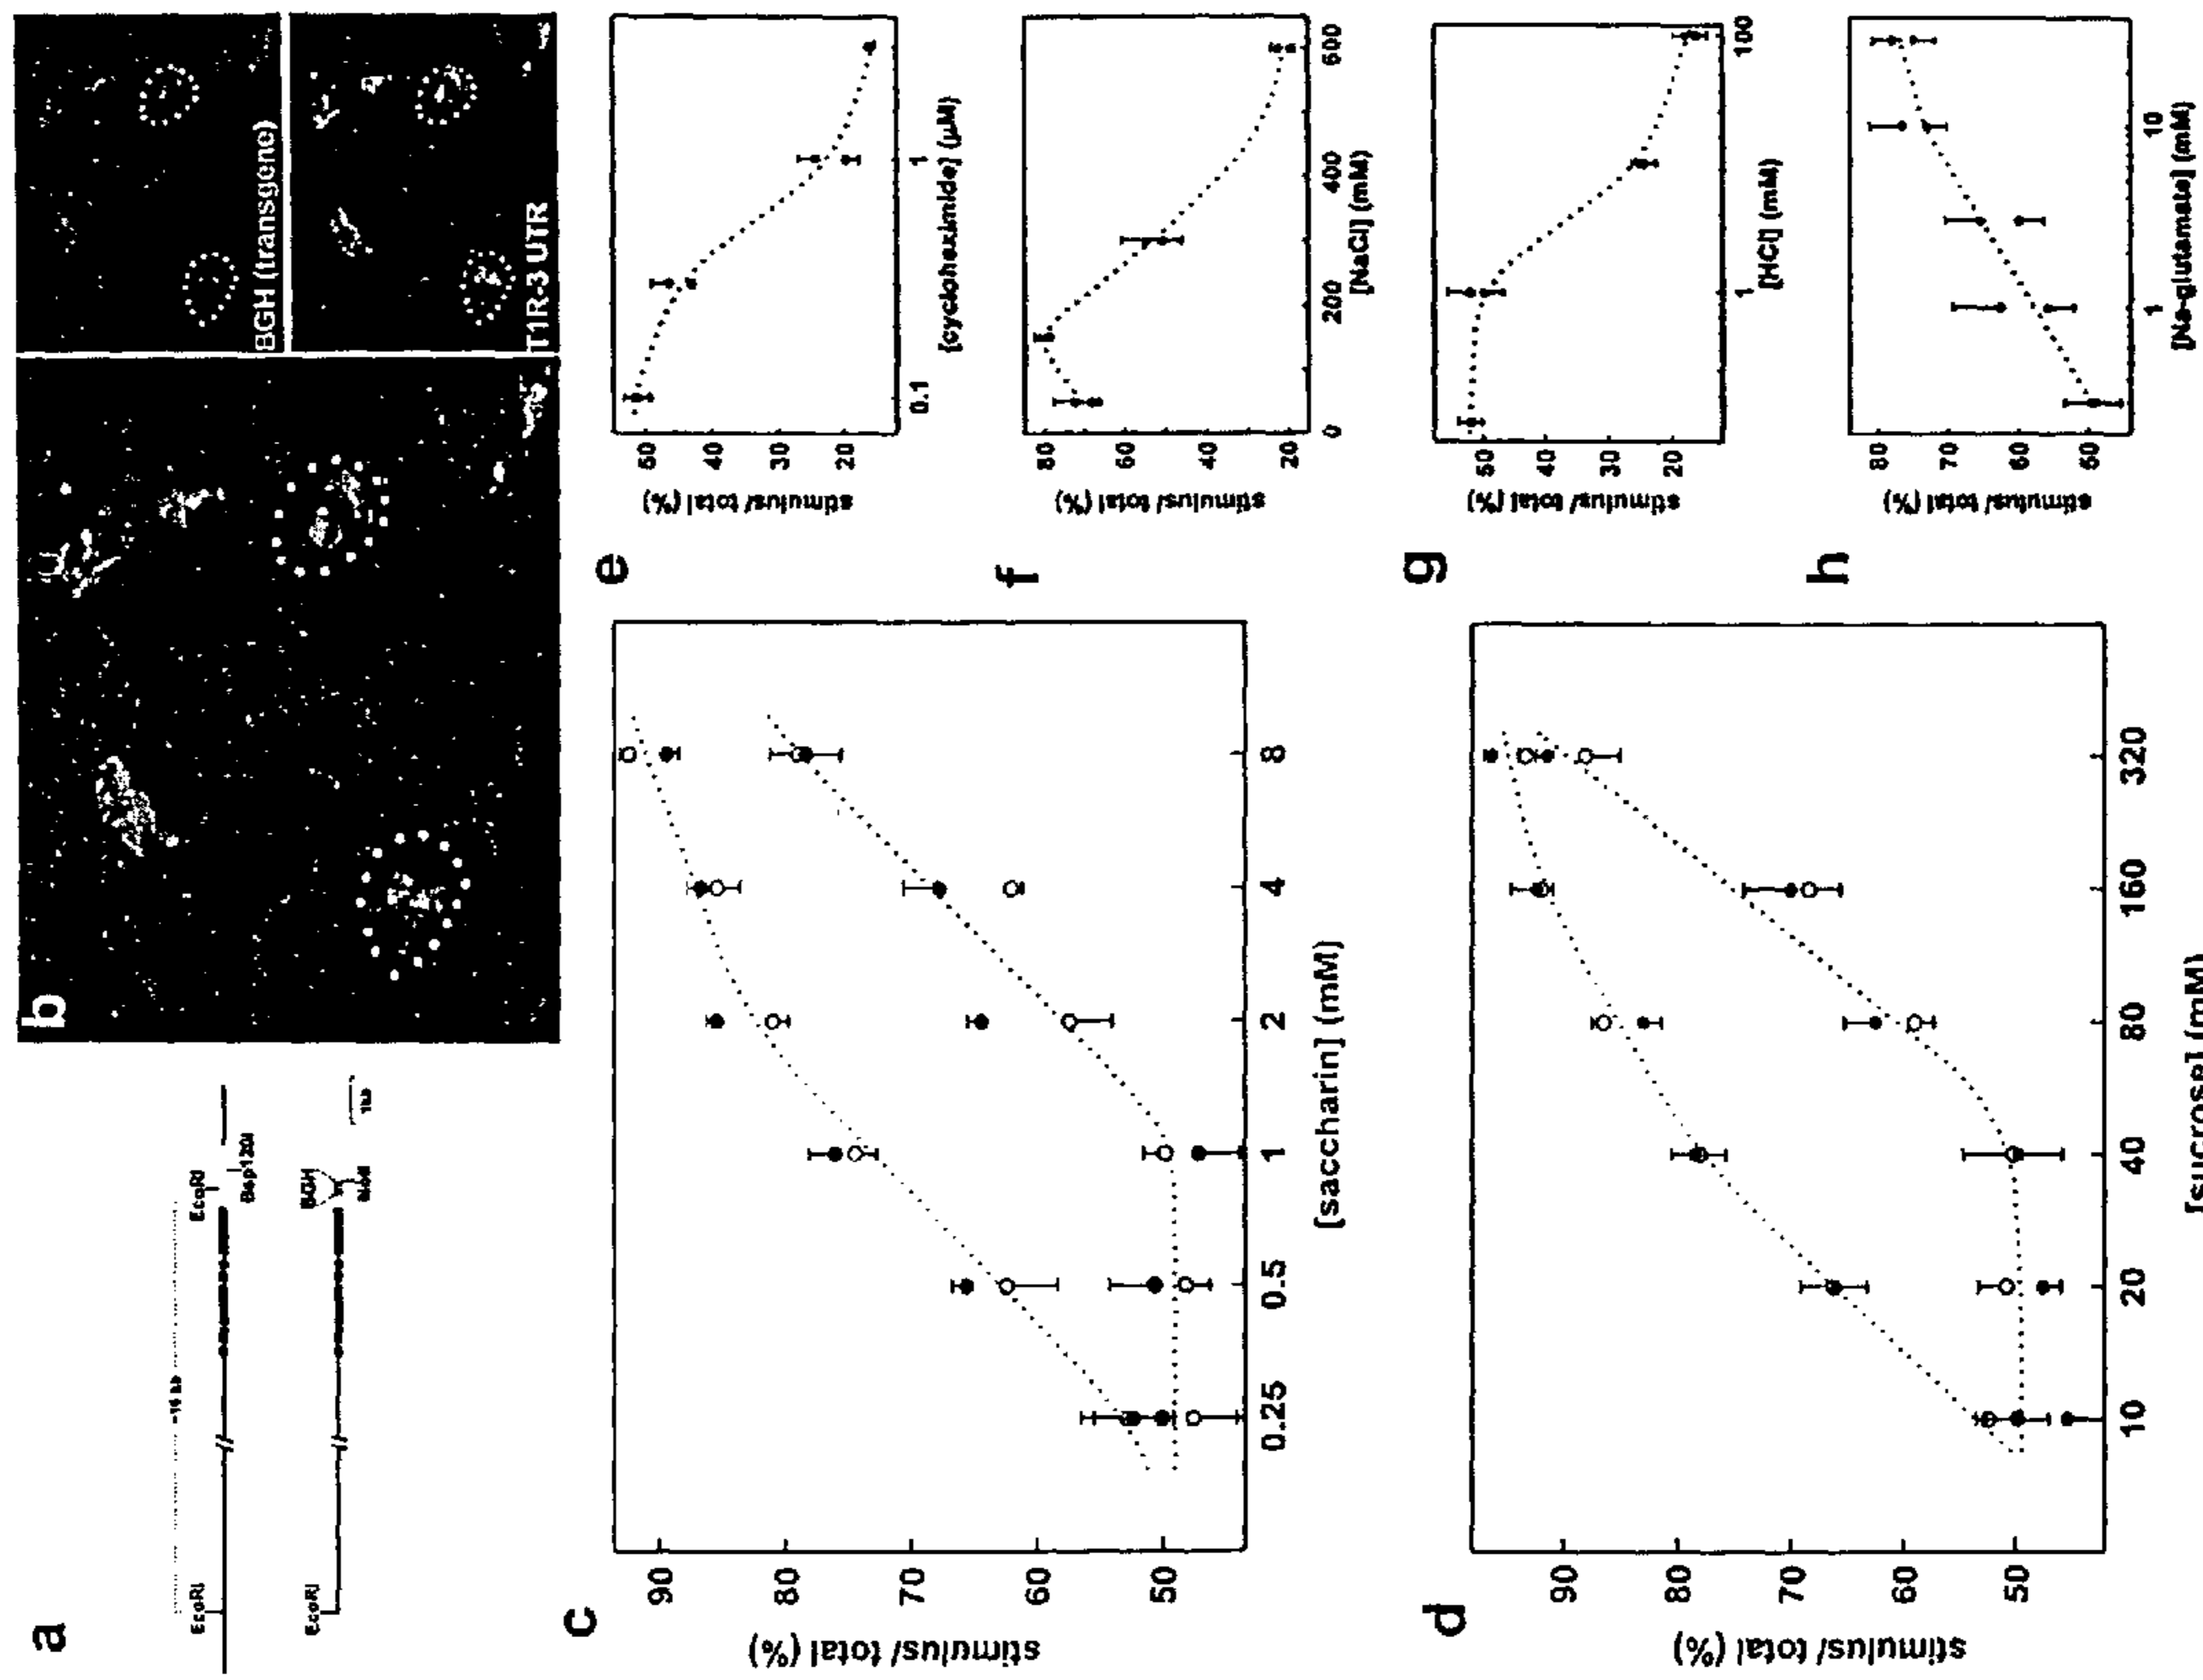 a
EcoRI
EcoRI
Bsp120I
EcoRI
BGH
b
BGH (transgene)
T1R-3 UTR
c
stimulus/ total (%)
90
80
70
60
50
0.25
0.5
1
2
4
8
[saccharin] (mM)
d
stimulus/ total (%)
90
80
70
60
50
10
20
40
80
160
320
[sucrose] (mM)
e
stimulus/ total (%)
50
40
30
20
0.1
1
[cycloheximide] (µM)
f
stimulus/ total (%)
80
60
40
20
0
200
400
600
[NaCl] (mM)
g
stimulus/ total (%)
50
40
30
20
1
100
[HCl] (mM)
h
stimulus/ total (%)
80
70
60
50
1
10
[Na-glutamate] (mM)